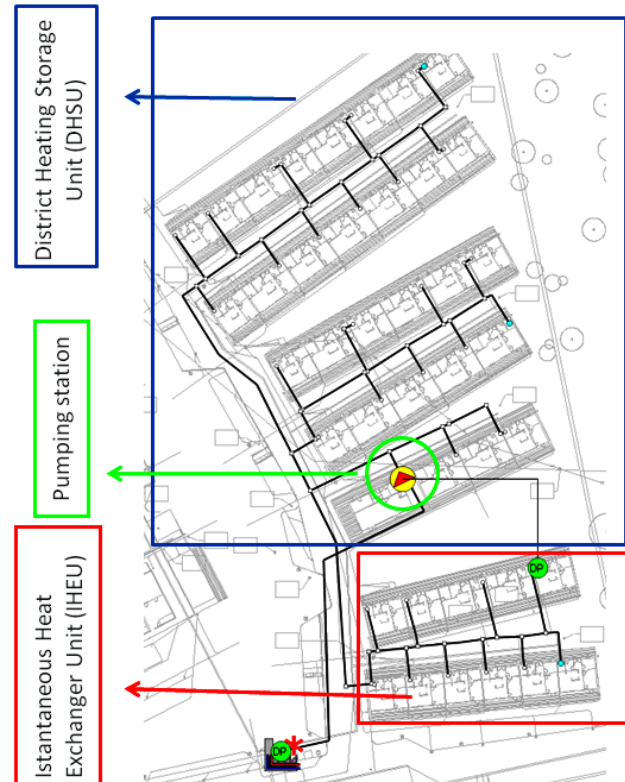 District Heating Storage
Unit (DHSU)
Pumping station
Istantaneous Heat
Exchanger Unit (IHEU)
DP
DP